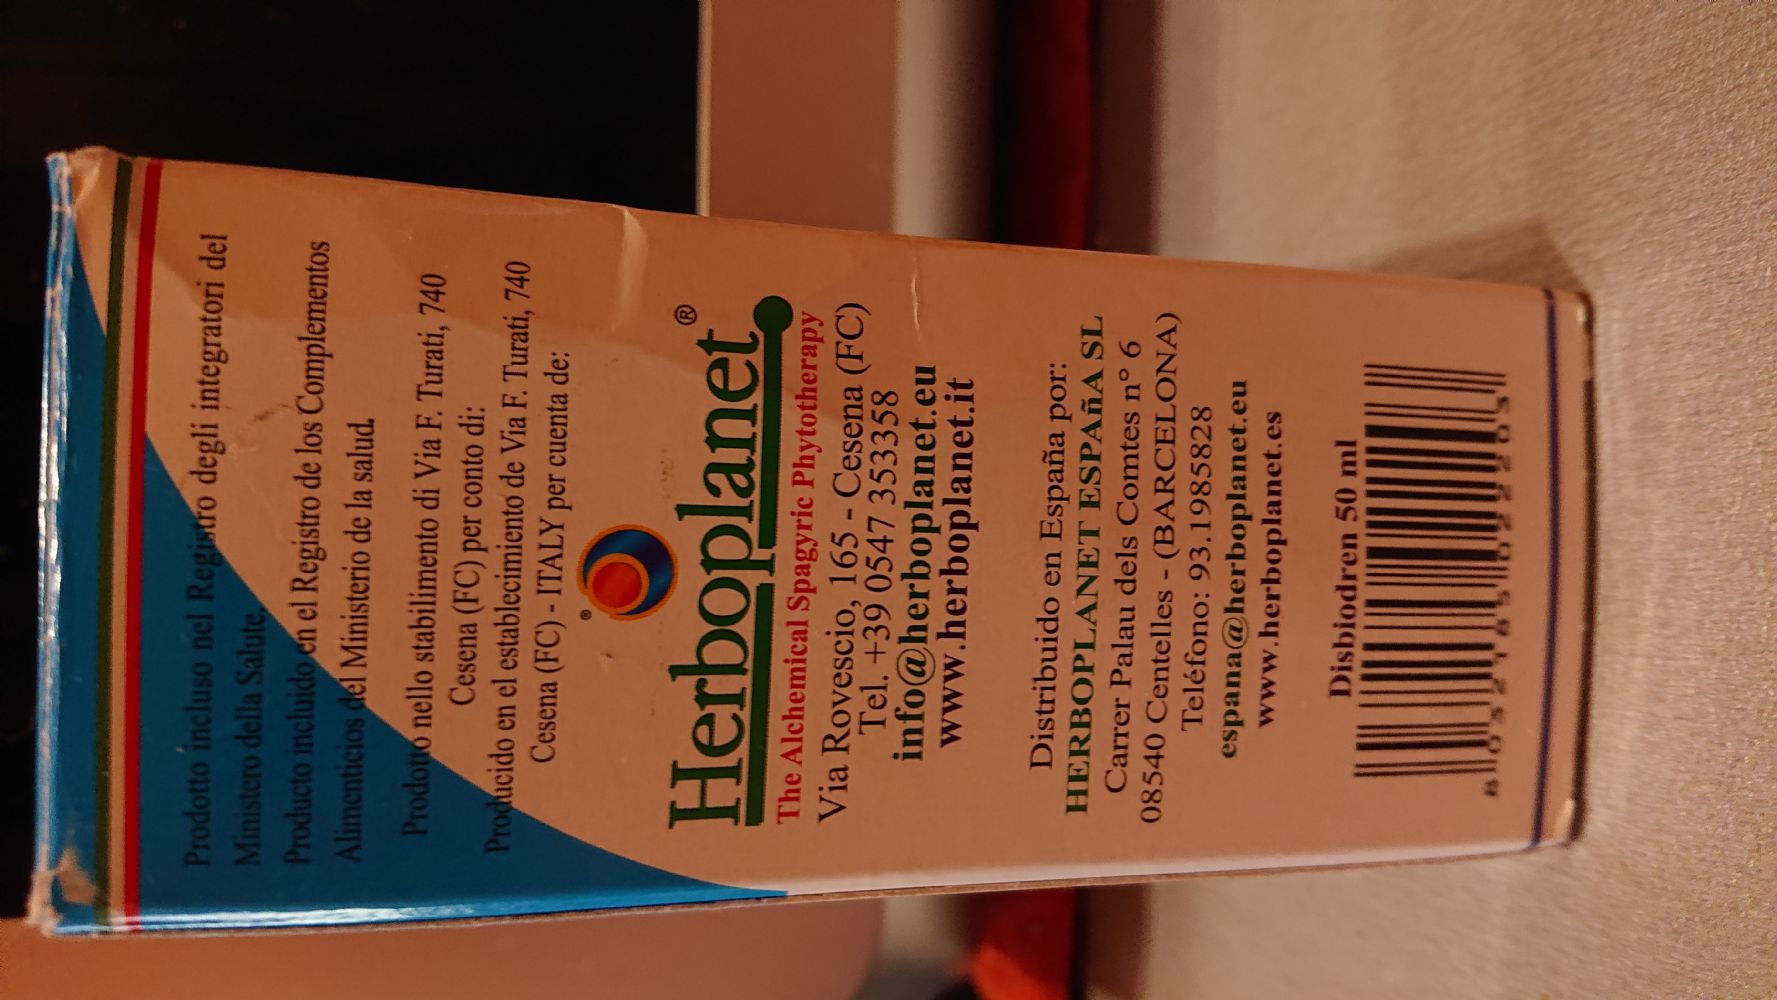 Prodotto incluso nel Registro degli integratori del
Ministero della Salute.
Producto incluido en el Registro de los Complementos
Alimenticios del Ministerio de la salud.
Prodotto nello stabilimento di Via F. Turati, 740
Cesena (FC) per conto di:
Producido en el establecimiento de Via F. Turati, 740
Cesena (FC) - ITALY per cuenta de:
®
Herboplanet®
The Alchemical Spagyric Phytotherapy
Via Rovescio, 165 - Cesena (FC)
Tel. +39 0547 353358
info@herboplanet.eu
www.herboplanet.it
Distribuido en España por:
HERBOPLANET ESPAñA SL
Carrer Palau dels Comtes n° 6
08540 Centelles - (BARCELONA)
Teléfono: 93.1985828
espana@herboplanet.eu
www.herboplanet.es
Disbiodren 50 ml